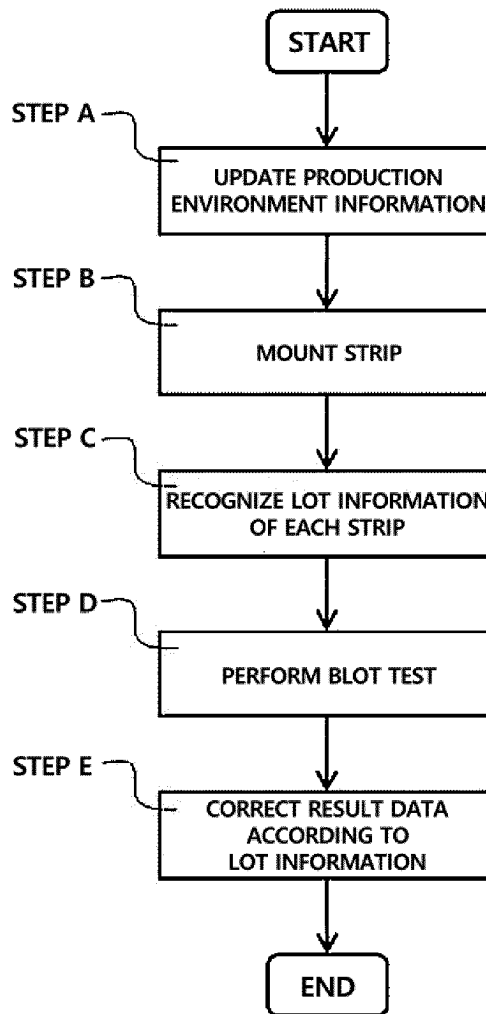 START
STEP A
UPDATE PRODUCTION
ENVIRONMENT INFORMATION
STEP B
MOUNT STRIP
STEP C
RECOGNIZE LOT INFORMATION
OF EACH STRIP
STEP D
PERFORM BLOT TEST
STEP E
CORRECT RESULT DATA
ACCORDING TO
LOT INFORMATION
END